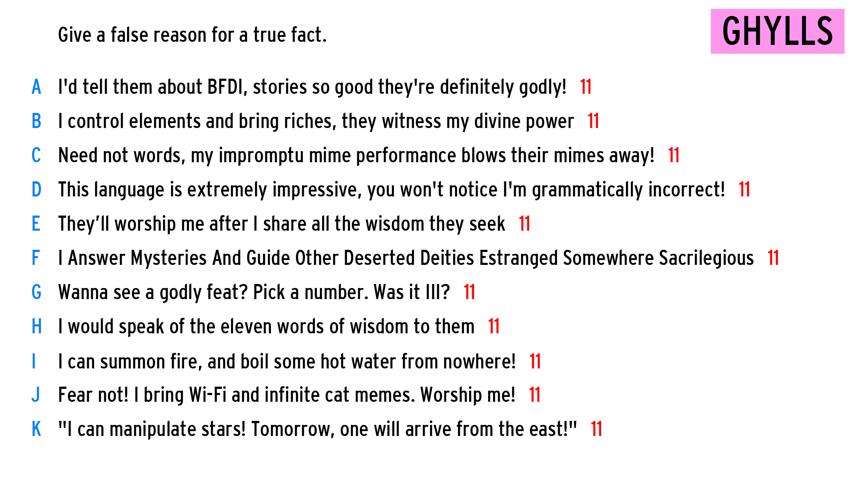 Give a false reason for a true fact.
GHYLLS
A I'd tell them about BFDI, stories so good they're definitely godly! 11
B I control elements and bring riches, they witness my divine power 11
C Need not words, my impromptu mime performance blows their mimes away! 11
D This language is extremely impressive, you won't notice I'm grammatically incorrect! 11
E They’ll worship me after I share all the wisdom they seek 11
F I Answer Mysteries And Guide Other Deserted Deities Estranged Somewhere Sacrilegious 11
G Wanna see a godly feat? Pick a number. Was it III? 11
H I would speak of the eleven words of wisdom to them 11
I I can summon fire, and boil some hot water from nowhere! 11
J Fear not! I bring Wi-Fi and infinite cat memes. Worship me! 11
K "I can manipulate stars! Tomorrow, one will arrive from the east!" 11